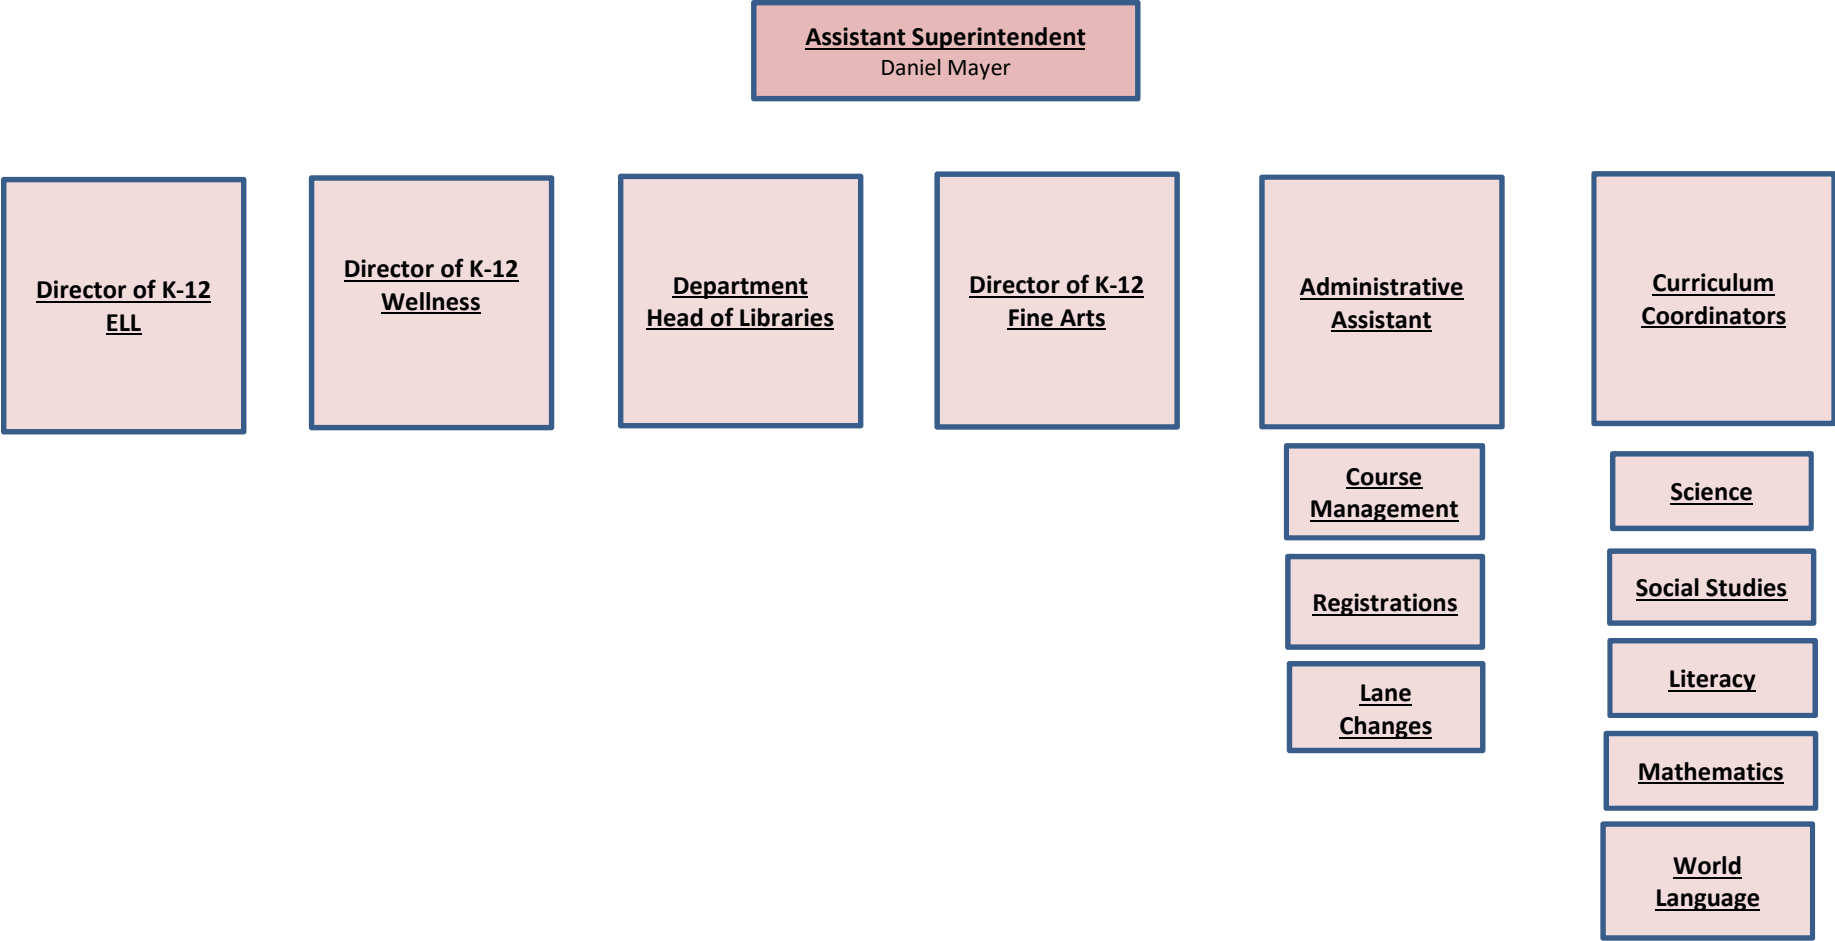 Assistant Superintendent
Daniel Mayer
Director of K-12
ELL
Director of K-12
Wellness
Department
Head of Libraries
Director of K-12
Fine Arts
Administrative
Assistant
Curriculum
Coordinators
Course
Management
Registrations
Lane
Changes
Science
Social Studies
Literacy
Mathematics
World
Language